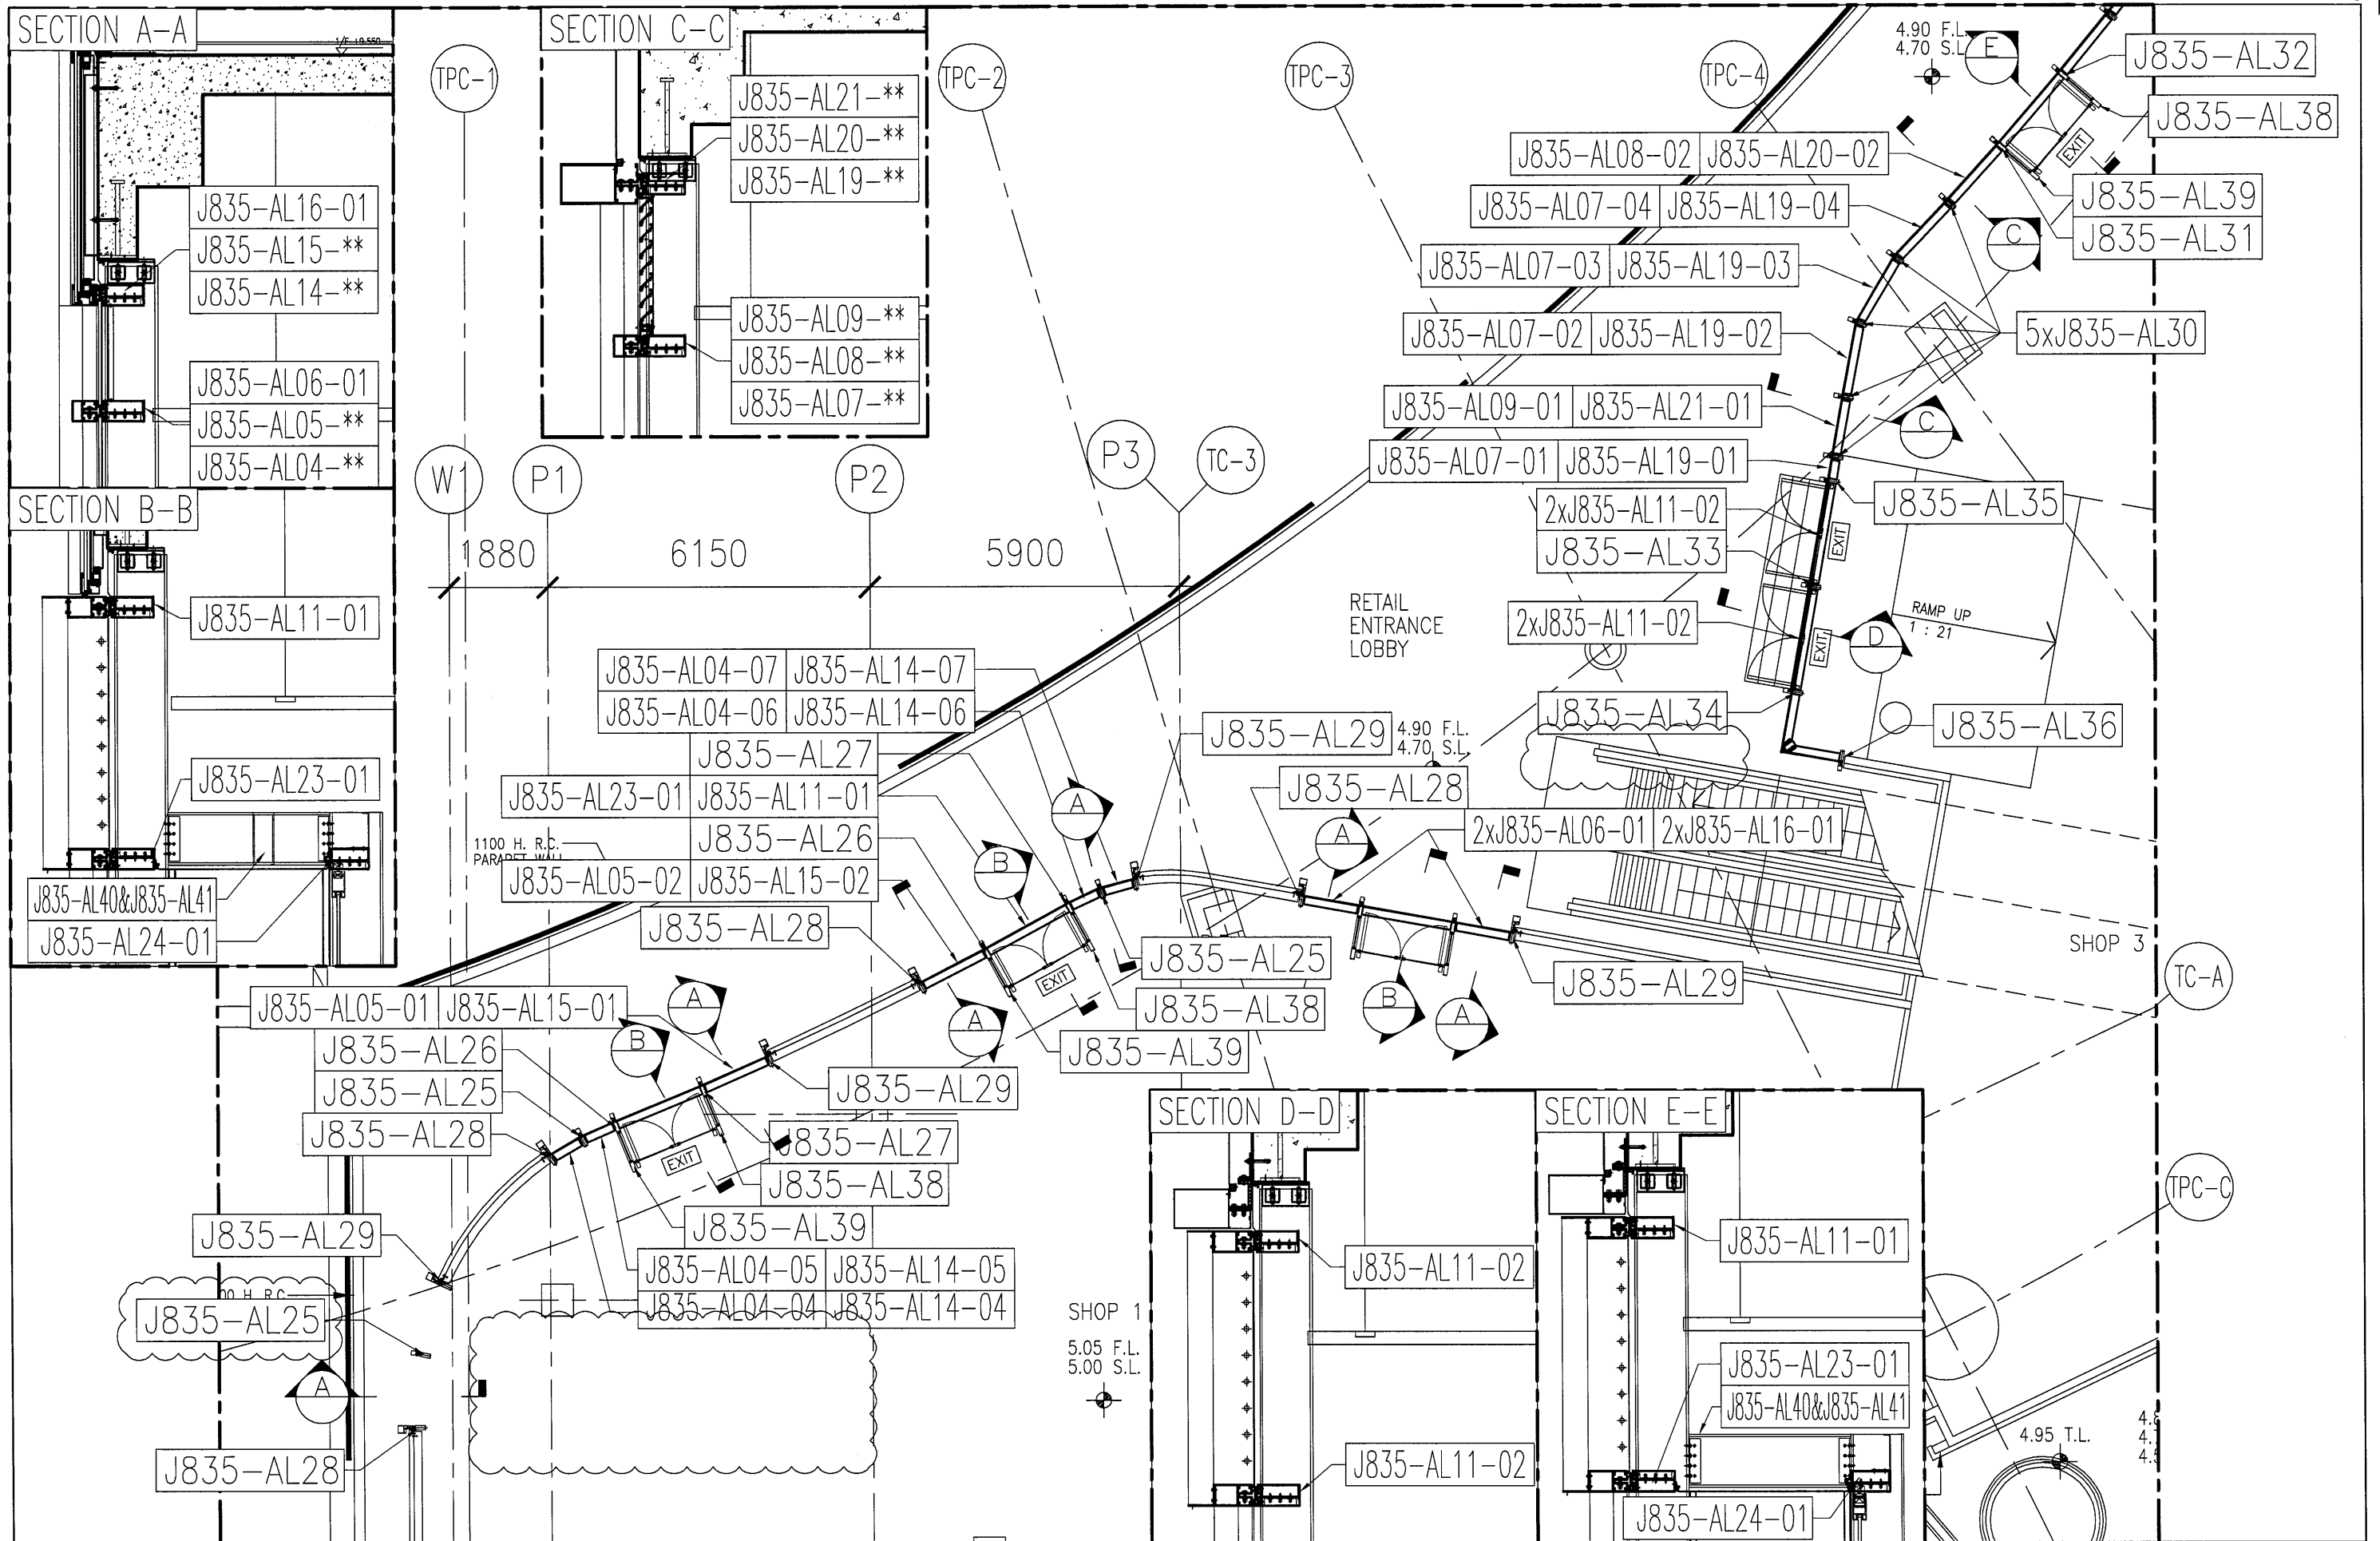 SECTION A-A
J835-AL16-01
J835-AL15-**
J835-AL14-**
J835-AL06-01
J835-AL05-**
J835-AL04-**
SECTION B-B
J835-AL11-01
J835-AL23-01
J835-AL40&J835-AL41
J835-AL24-01
SECTION C-C
J835-AL21-**
J835-AL20-**
J835-AL19-**
J835-AL09-**
J835-AL08-**
J835-AL07-**
TPC-1
TPC-2
TPC-3
TPC-4
4.90 F.L.
4.70 S.L.
E
J835-AL32
J835-AL38
EXIT
J835-AL08-02 J835-AL20-02
J835-AL39
J835-AL31
J835-AL07-04 J835-AL19-04
C
J835-AL07-03 J835-AL19-03
J835-AL07-02 J835-AL19-02
5xJ835-AL30
J835-AL09-01 J835-AL21-01
C
J835-AL07-01 J835-AL19-01
W1
P1
P2
P3
TC-3
1880
6150
5900
J835-AL35
2xJ835-AL11-02
J835-AL33
EXIT
RETAIL
ENTRANCE
LOBBY
2xJ835-AL11-02
EXIT
D
RAMP UP
1 : 21
J835-AL34
J835-AL36
J835-AL04-07 J835-AL14-07
J835-AL04-06 J835-AL14-06
J835-AL27
J835-AL23-01 J835-AL11-01
J835-AL26
1100 H. R.C.
PARAPET WALL
J835-AL05-02 J835-AL15-02
J835-AL28
J835-AL29
4.90 F.L.
4.70 S.L.
J835-AL28
2xJ835-AL06-01 2xJ835-AL16-01
A
B
A
J835-AL25
J835-AL38
J835-AL39
EXIT
A
B
A
J835-AL29
SHOP 3
TC-A
TPC-C
J835-AL05-01 J835-AL15-01
A
B
J835-AL26
J835-AL25
J835-AL28
J835-AL29
J835-AL27
EXIT
J835-AL38
J835-AL39
J835-AL29
J835-AL04-05 J835-AL14-05
J835-AL04-04 J835-AL14-04
J835-AL25
A
J835-AL28
SHOP 1
5.05 F.L.
5.00 S.L.
SECTION D-D
J835-AL11-02
J835-AL11-02
SECTION E-E
J835-AL11-01
J835-AL23-01
J835-AL40&J835-AL41
J835-AL24-01
4.95 T.L.